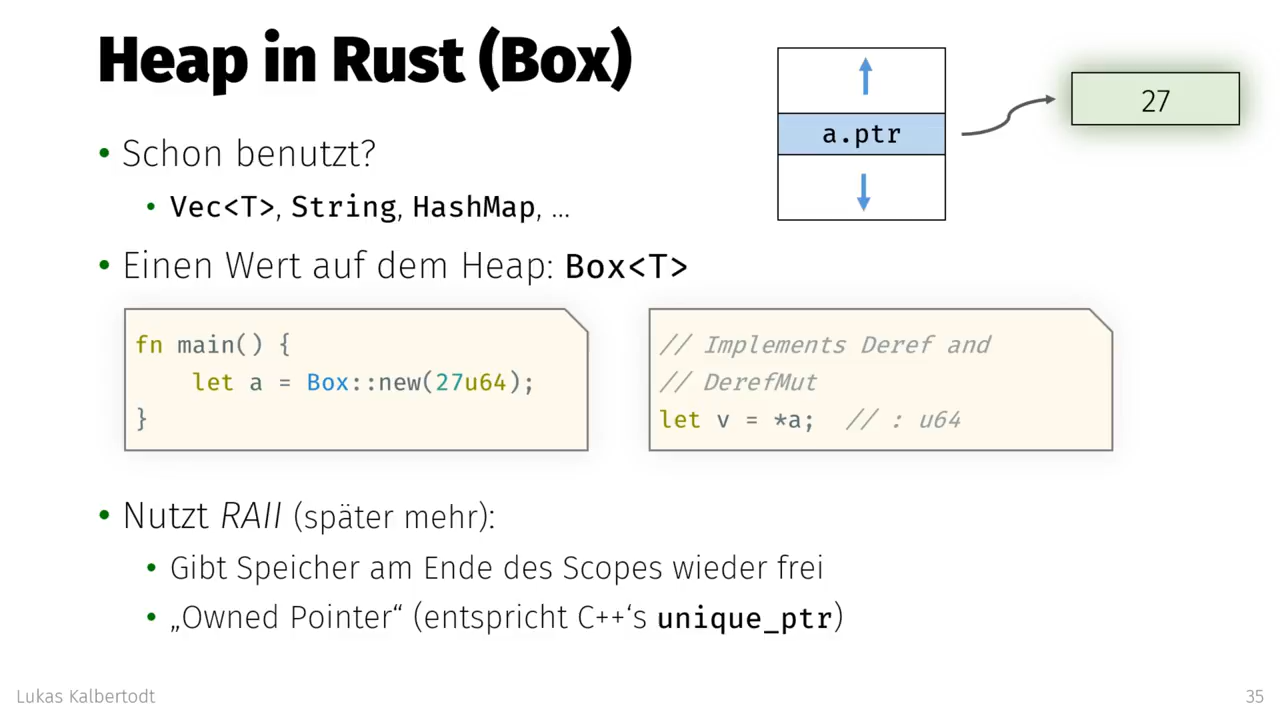 Heap in Rust (Box)
a.ptr
27
• Schon benutzt?
• Vec<T>, String, HashMap, …
• Einen Wert auf dem Heap: Box<T>
fn main() {
    let a = Box::new(27u64);
}
// Implements Deref and
// DerefMut
let v = *a;  // : u64
• Nutzt RAII (später mehr):
• Gibt Speicher am Ende des Scopes wieder frei
• „Owned Pointer“ (entspricht C++‘s unique_ptr)
Lukas Kalbertodt
35